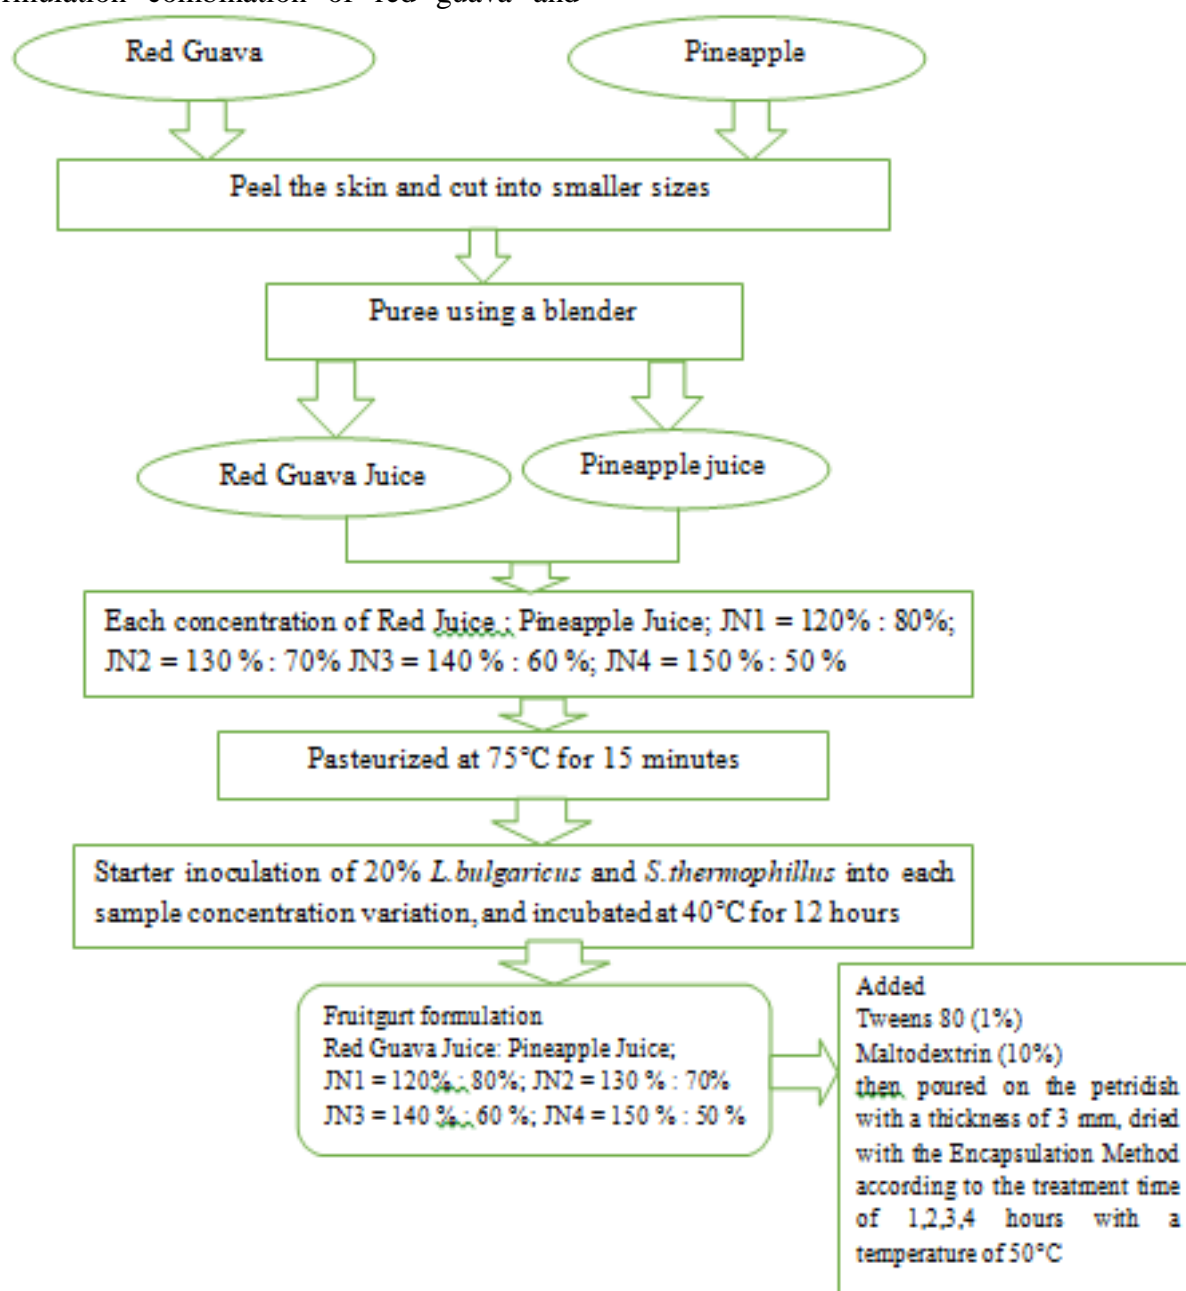 formulation combination of red guava and
Red Guava
Pineapple
Peel the skin and cut into smaller sizes
Puree using a blender
Red Guava Juice
Pineapple juice
Each concentration of Red Juice ; Pineapple Juice; JN1 = 120% : 80%;
JN2 = 130 % : 70% JN3 = 140 % : 60 %; JN4 = 150 % : 50 %
Pasteurized at 75°C for 15 minutes
Starter inoculation of 20% L.bulgaricus and S.thermophillus into each
sample concentration variation, and incubated at 40°C for 12 hours
Fruitgurt formulation
Red Guava Juice: Pineapple Juice;
JN1 = 120% : 80%; JN2 = 130 % : 70%
JN3 = 140 % : 60 %; JN4 = 150 % : 50 %
Added
Tweens 80 (1%)
Maltodextrin (10%)
then poured on the petridish
with a thickness of 3 mm, dried
with the Encapsulation Method
according to the treatment time
of 1,2,3,4 hours with a
temperature of 50°C